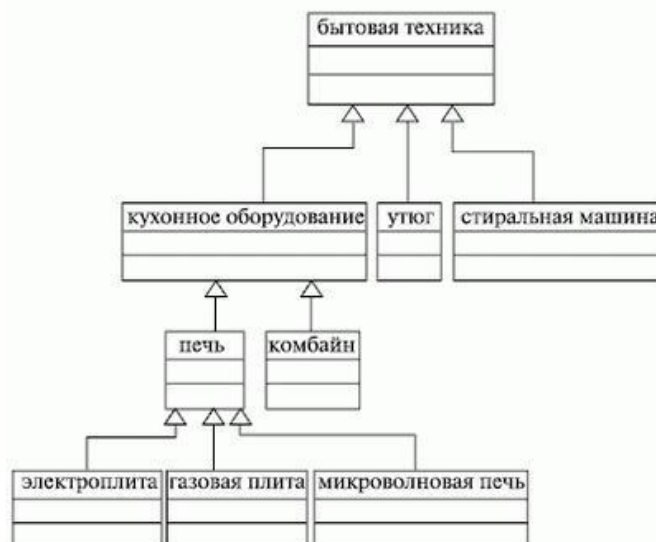 бытовая техника
кухонное оборудование
утюг
стиральная машина
печь
комбайн
электроплита
газовая плита
микроволновая печь